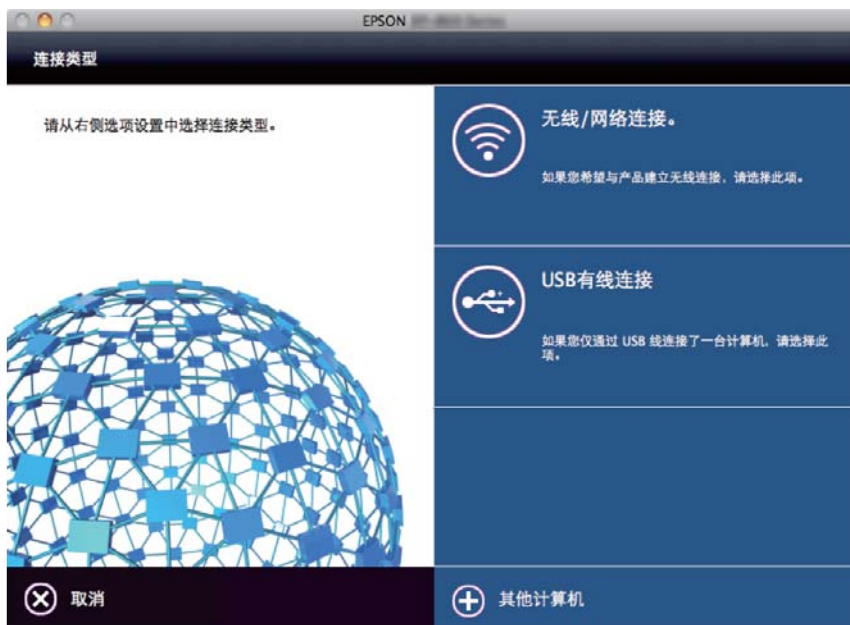 EPSON
连接类型
请从右侧选项设置中选择连接类型。
无线/网络连接。
如果您希望与产品建立无线连接，请选择此项。
USB有线连接
如果您仅通过 USB 线连接了一台计算机，请选择此
项。
取消
其他计算机